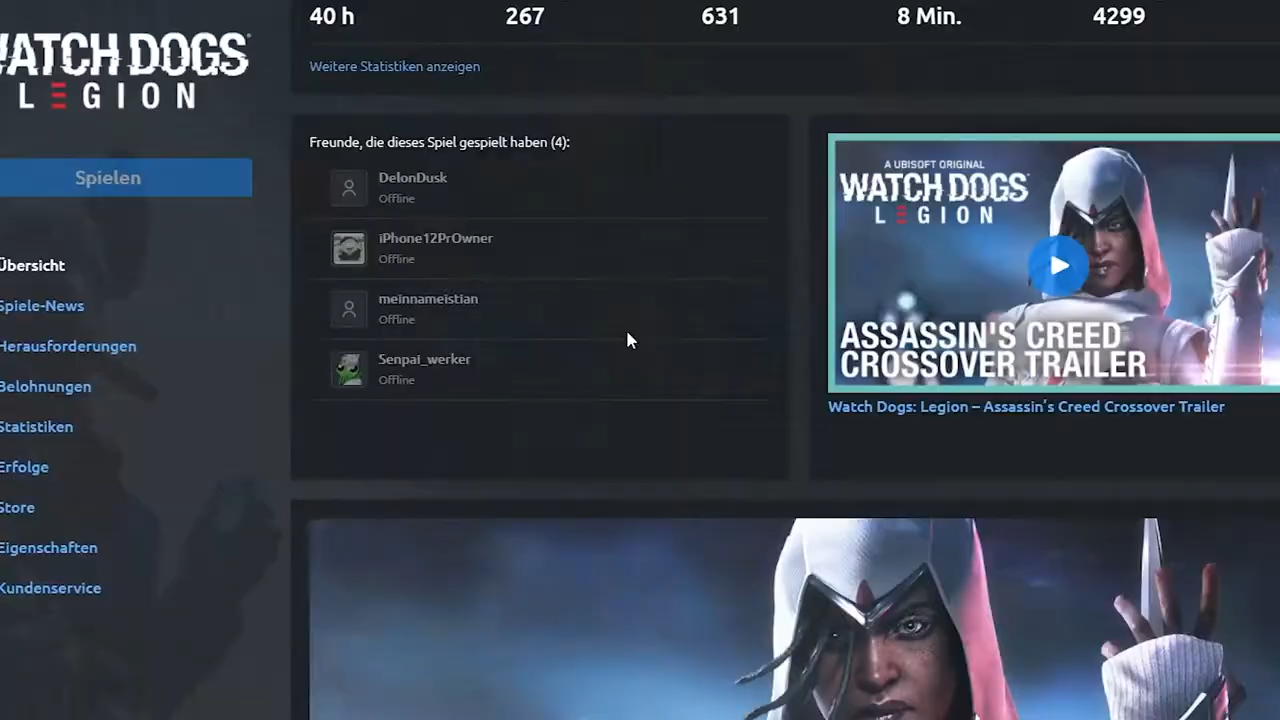 40 h 267 631 8 Min. 4299
Weitere Statistiken anzeigen
WATCH DOGS
LEGION
Spielen
Übersicht
Spiele-News
Herausforderungen
Belohnungen
Statistiken
Erfolge
Store
Eigenschaften
Kundenservice
Freunde, die dieses Spiel gespielt haben (4):
DelonDusk
Offline
iPhone12PrOwner
Offline
meinnameistian
Offline
Senpai_werker
Offline
A UBISOFT ORIGINAL
WATCH DOGS
LEGION
ASSASSIN'S CREED
CROSSOVER TRAILER
Watch Dogs: Legion – Assassin's Creed Crossover Trailer